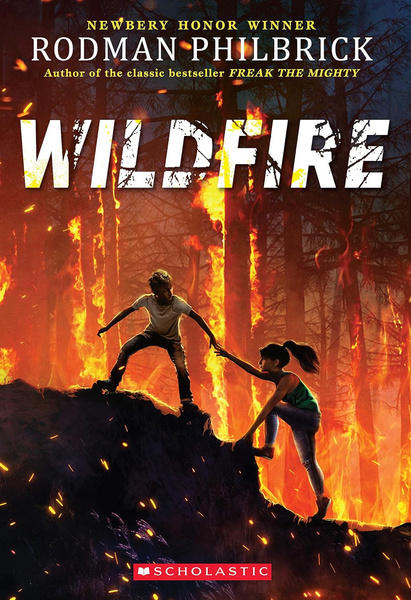 NEWBERY HONOR WINNER
RODMAN PHILBRICK
Author of the classic bestseller FREAK THE MIGHTY
WILDFIRE
SCHOLASTIC